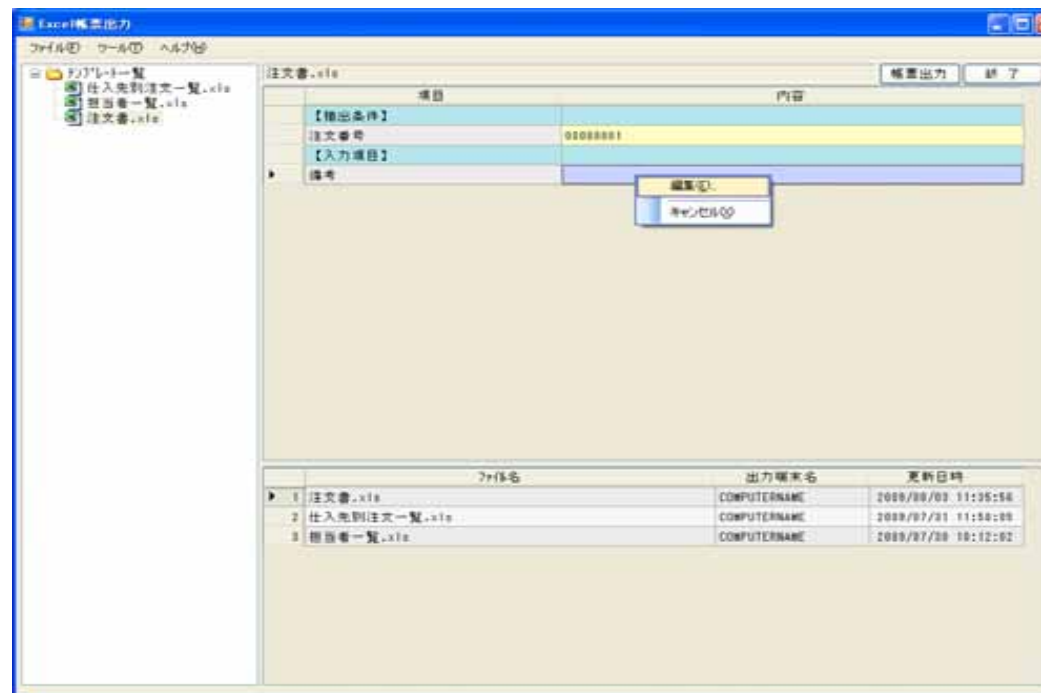 Excel帳票出力
ファイル(F) ツール(T) ヘルプ(H)
テンプレート一覧
仕入先別注文一覧.xls
担当者一覧.xls
注文書.xls
注文書.xls 帳票出力 終了
項目 内容
【抽出条件】
注文番号 00000001
【入力項目】
備考
編集(E)...
キャンセル(X)
ファイル名 出力端末名 更新日時
1 注文書.xls COMPUTERNAME 2009/08/03 11:35:56
2 仕入先別注文一覧.xls COMPUTERNAME
3 担当者一覧.xls COMPUTERNAME